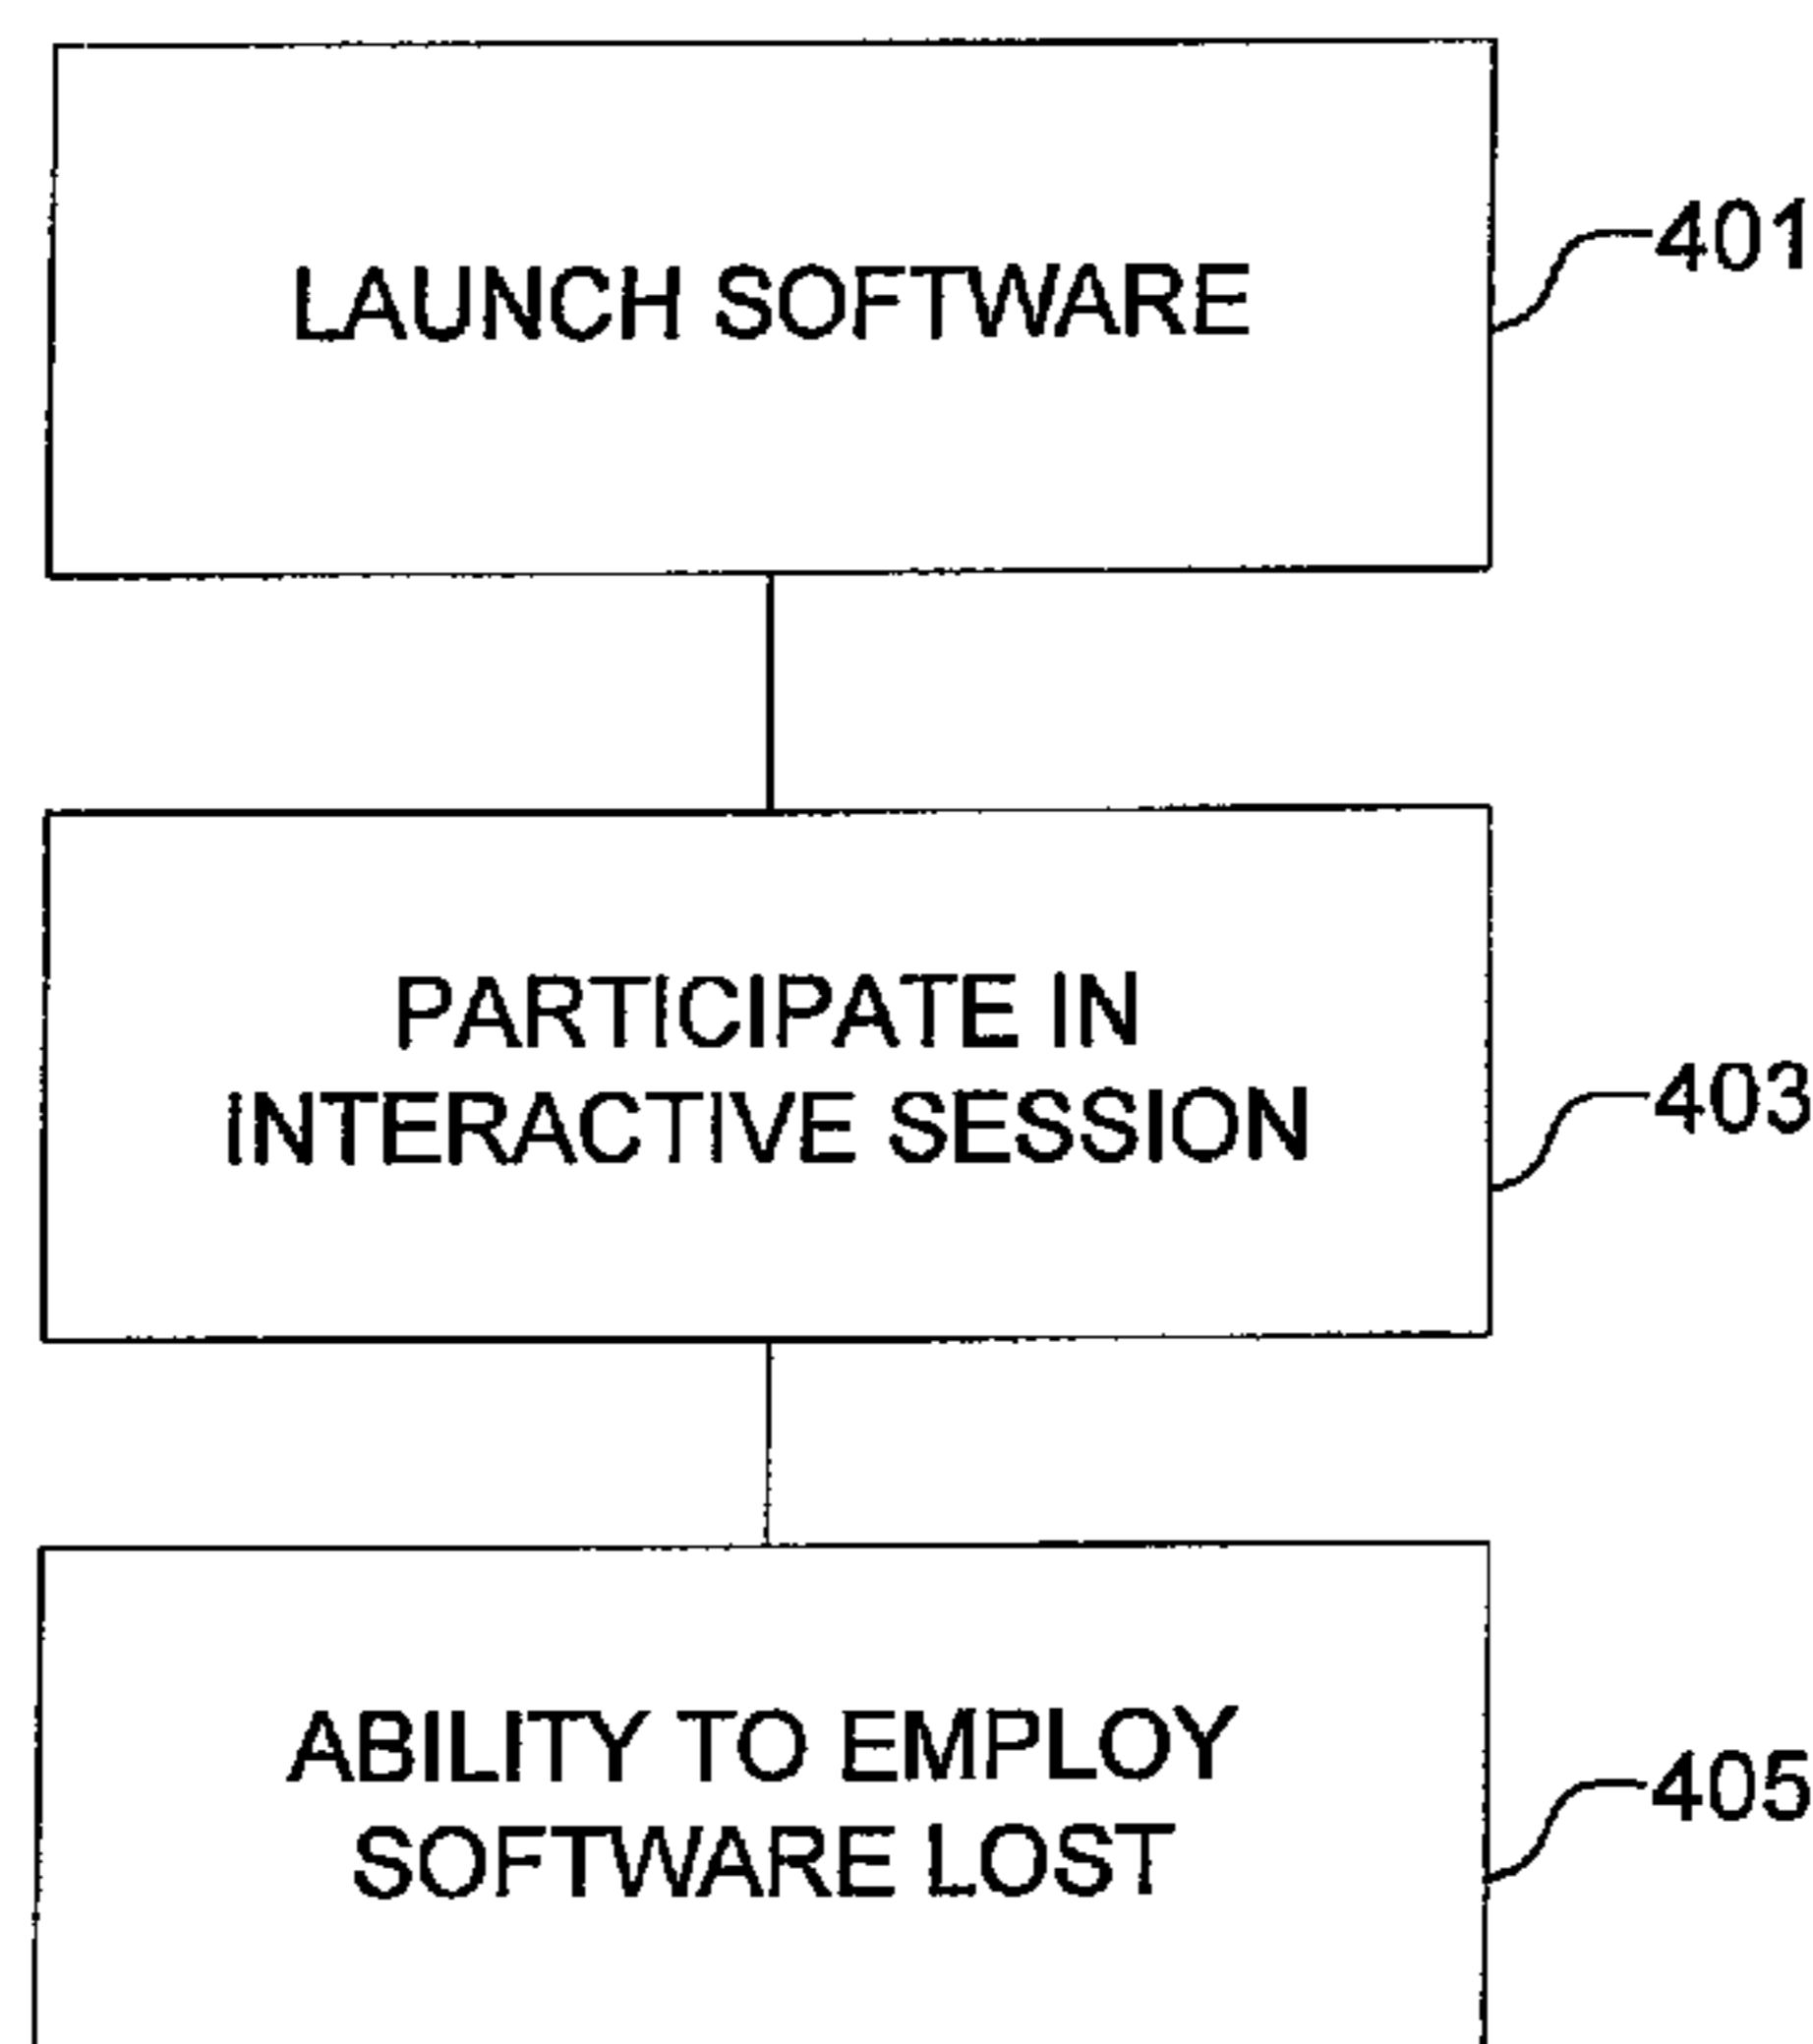 LAUNCH SOFTWARE
401
PARTICIPATE IN
INTERACTIVE SESSION
403
ABILITY TO EMPLOY
SOFTWARE LOST
405